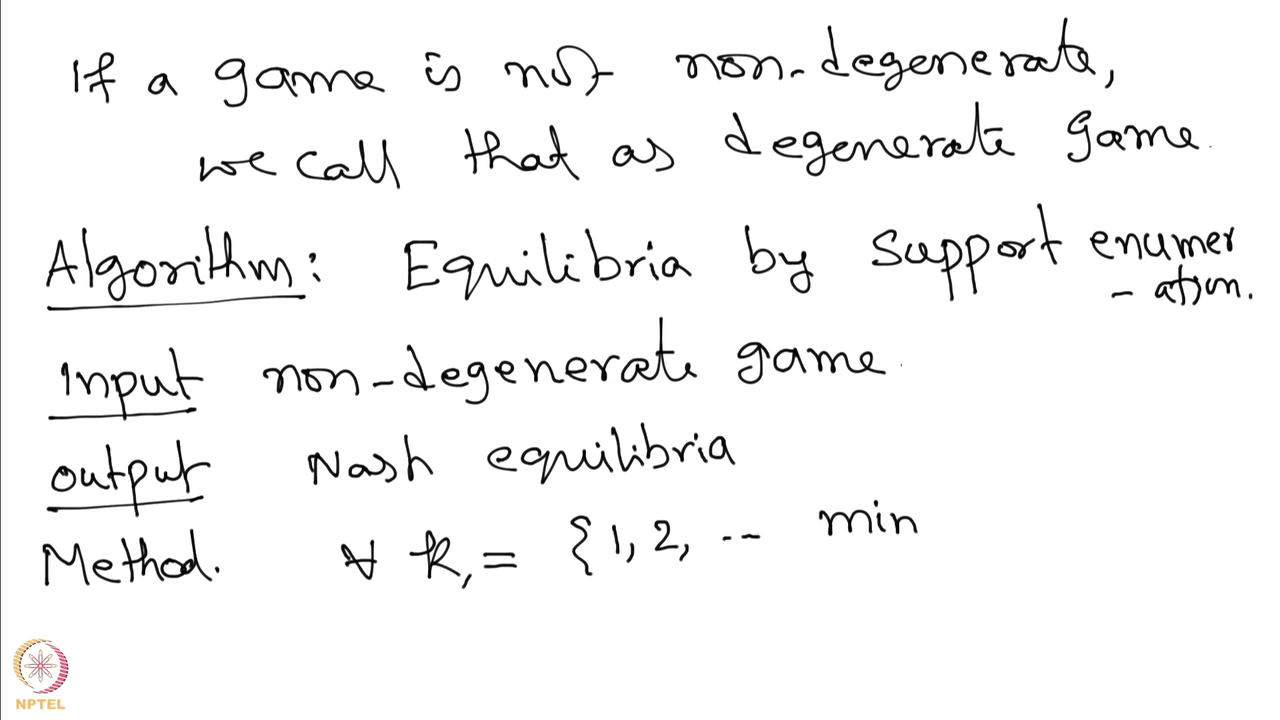 If a game is not non-degenerate,
we call that as degenerate game.
Algorithm: Equilibria by support enumer
- ation.
Input non-degenerate game.
output Nash equilibria
Method. ∀ k, = {1, 2, -- min
NPTEL